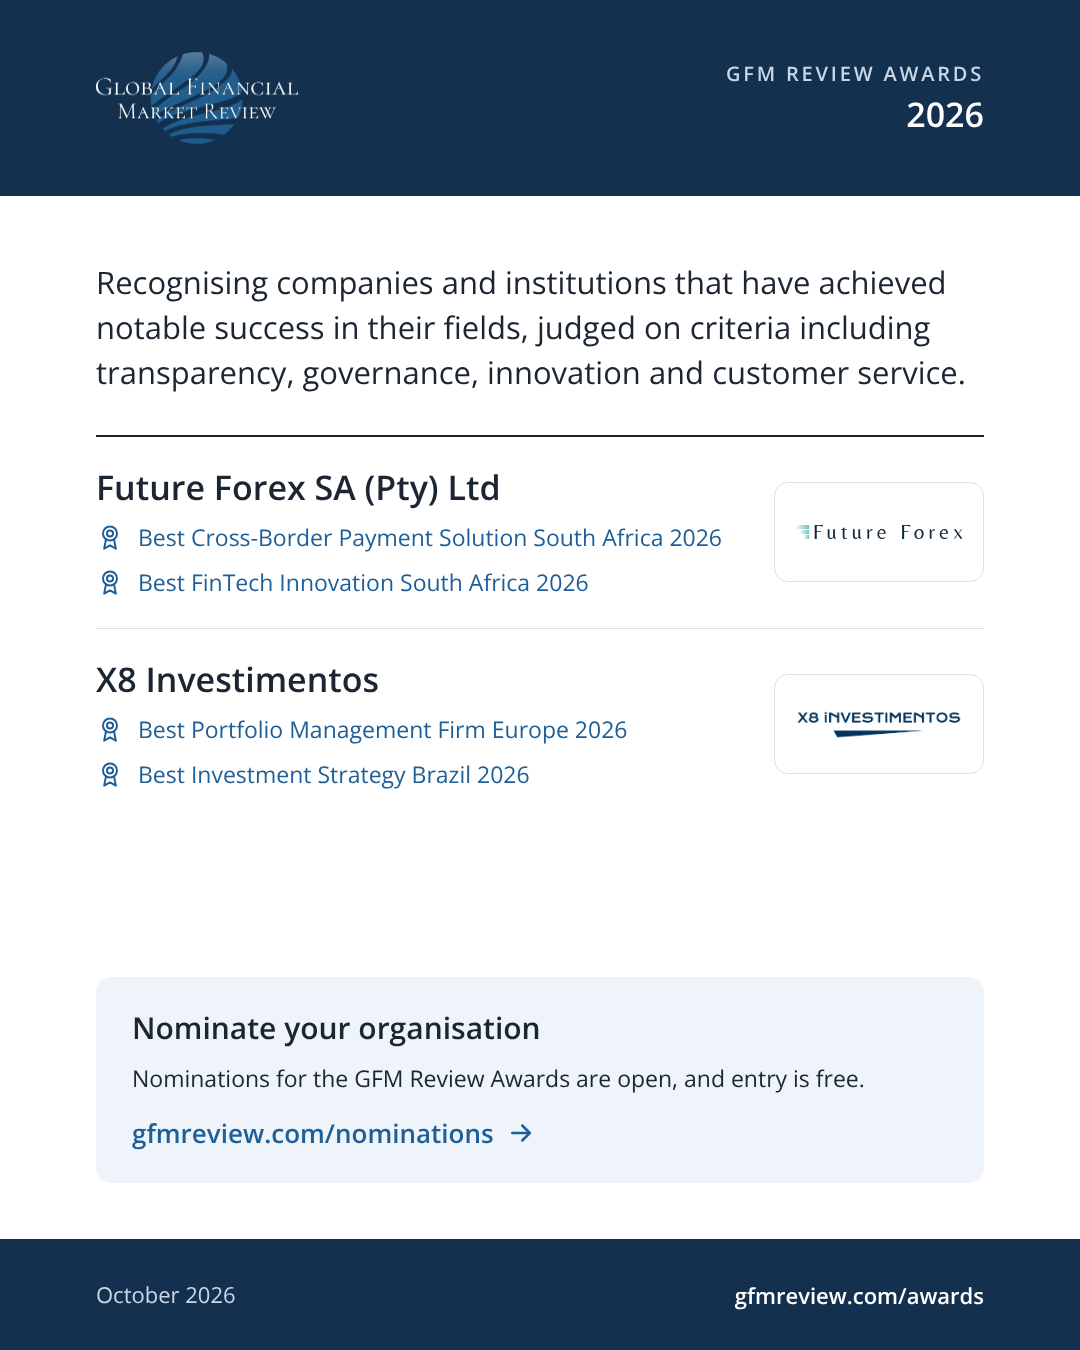 GLOBAL FINANCIAL
MARKET REVIEW
GFM REVIEW AWARDS
2026
Recognising companies and institutions that have achieved
notable success in their fields, judged on criteria including
transparency, governance, innovation and customer service.
Future Forex SA (Pty) Ltd
Best Cross-Border Payment Solution South Africa 2026
Best FinTech Innovation South Africa 2026
Future Forex
X8 Investimentos
Best Portfolio Management Firm Europe 2026
Best Investment Strategy Brazil 2026
X8 iNVESTIMENTOS
Nominate your organisation
Nominations for the GFM Review Awards are open, and entry is free.
gfmreview.com/nominations →
October 2026
gfmreview.com/awards